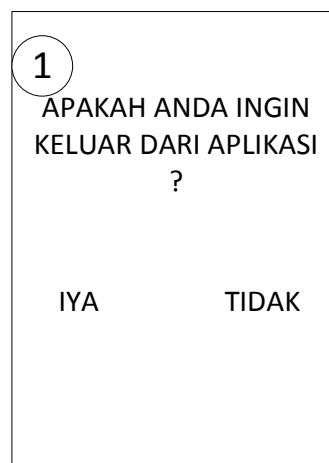 1
APAKAH ANDA INGIN
KELUAR DARI APLIKASI
?
IYA TIDAK